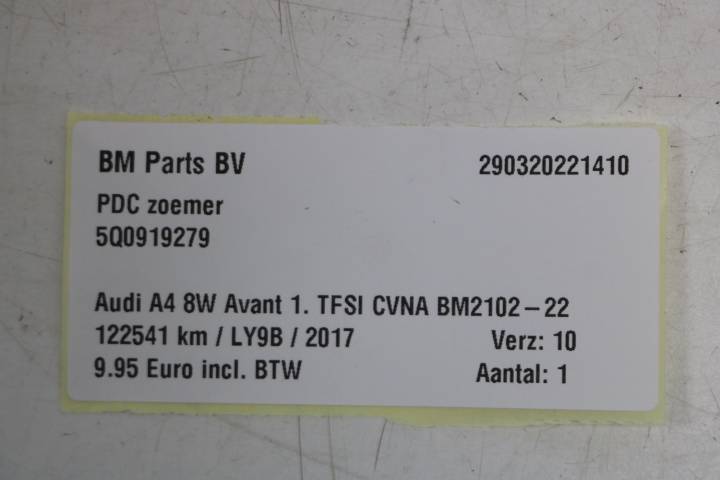 BM Parts BV 290320221410
PDC zoemer
5Q0919279
Audi A4 8W Avant 1. TFSI CVNA BM2102-22
122541 km / LY9B / 2017 Verz: 10
9.95 Euro incl. BTW Aantal: 1